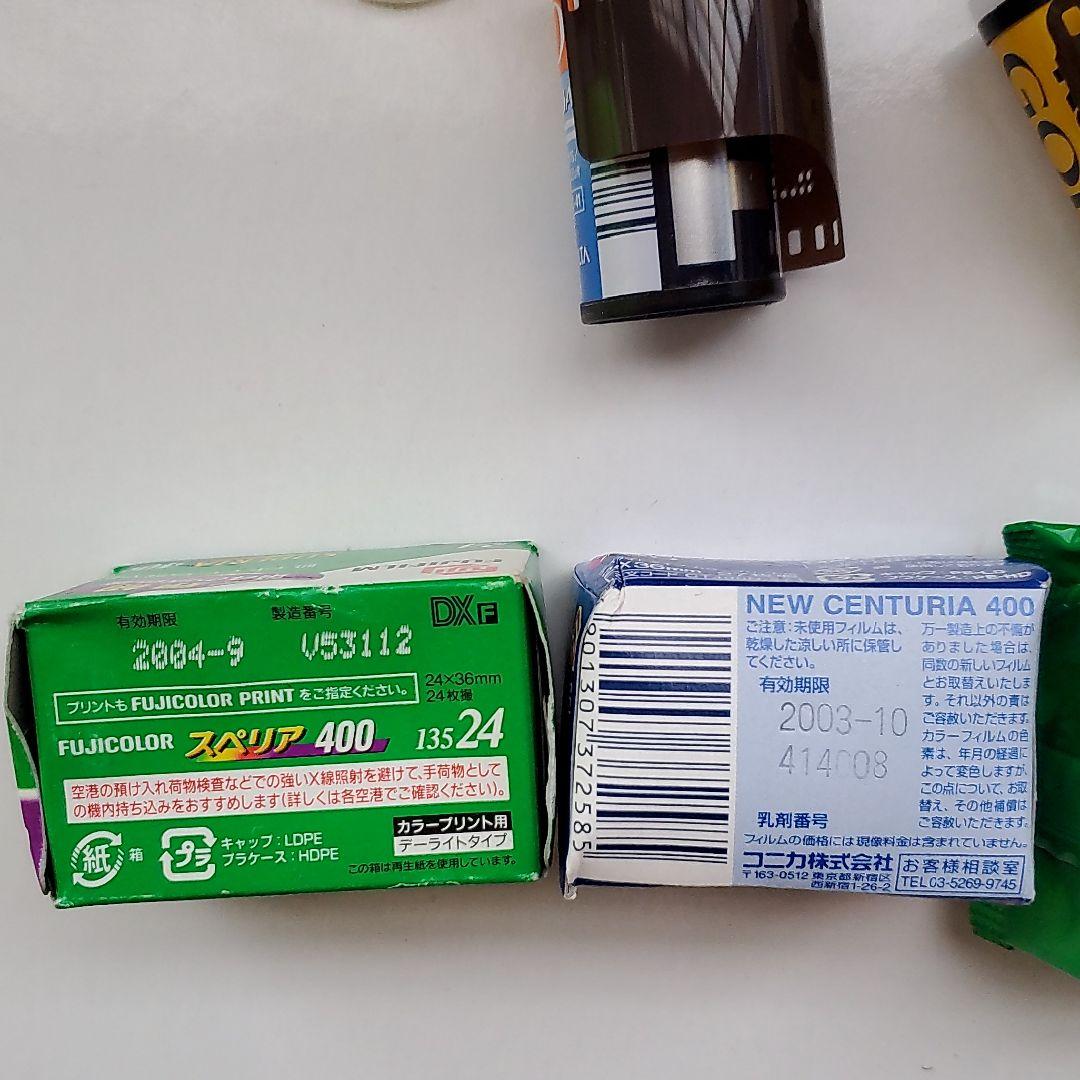 有効期限 製造番号 DX F
2004-9 V53112
24×36mm
24枚撮
プリントも FUJICOLOR PRINT をご指定ください。
FUJICOLOR スペリア 400 135 24
空港の預け入れ荷物検査などでの強いX線照射を避けて、手荷物として
の機内持ち込みをおすすめします(詳しくは各空港でご確認ください)。
紙 箱
プラ キャップ:LDPE
プラケース:HDPE
カラープリント用
デーライトタイプ
この箱は再生紙を使用しています。
NEW CENTURIA 400
ご注意:未使用フィルムは、
乾燥した涼しい所に保管し
てください。
有効期限
2003-10
乳剤番号
万一製造上の不備が
ありました場合は、
同数の新しいフィルム
とお取替えいたしま
す。それ以外の責は
ご容赦いただきます。
カラーフィルムの色
素は、年月の経過に
よって変色しますが、
この点について、お取
替え、その他補償は
ご容赦いただきます。
フィルムの価格には現像料金は含まれていません。
コニカ株式会社
〒163-0512 東京都新宿区
西新宿1-26-2
お客様相談室
TEL 03-5269-9745
4901307372585